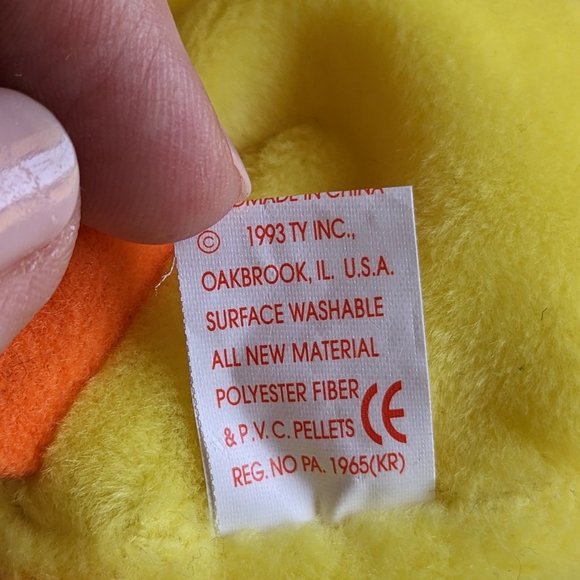 MADE IN CHINA
© 1993 TY INC.,
OAKBROOK, IL. U.S.A.
SURFACE WASHABLE
ALL NEW MATERIAL
POLYESTER FIBER
& P.V.C. PELLETS CE
REG. NO PA. 1965(KR)